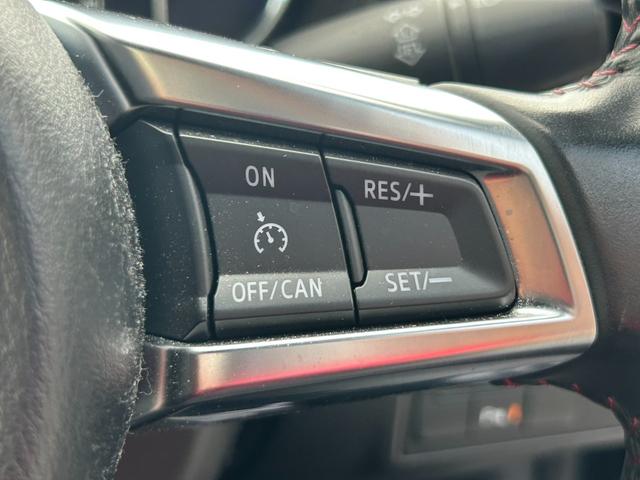 ON
OFF/CAN
RES/+
SET/−